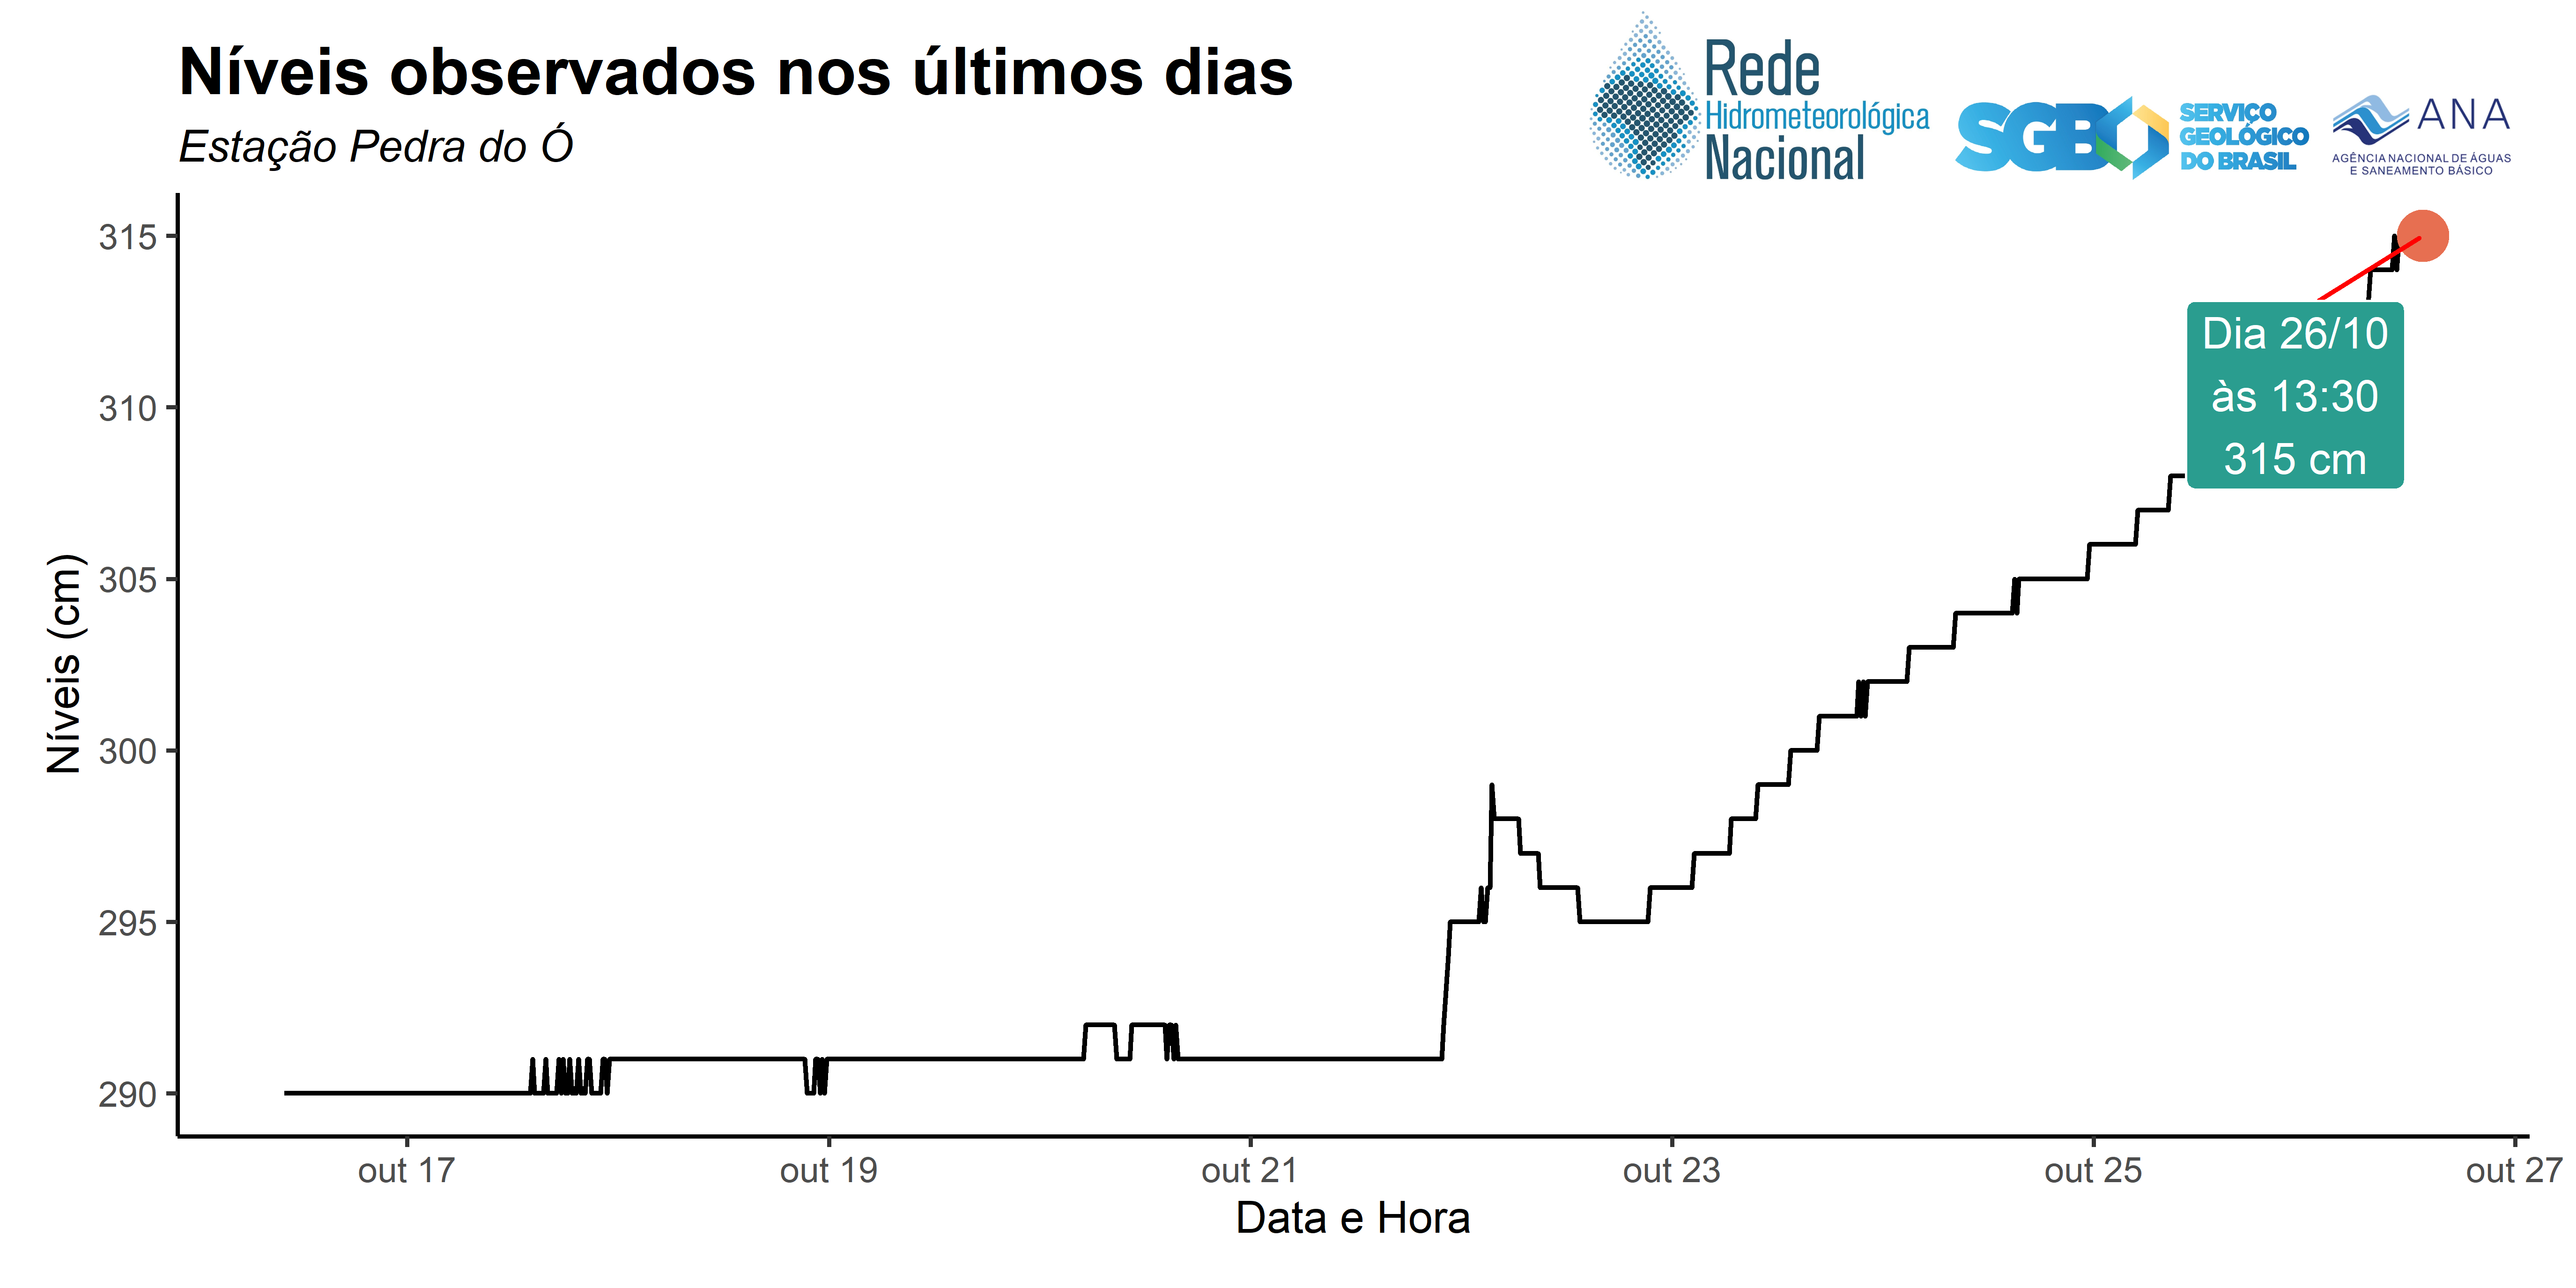 Níveis observados nos últimos dias
Estação Pedra do Ó
Rede
Hidrometeorológica
Nacional
SGB
SERVIÇO
GEOLÓGICO
DO BRASIL
ANA
AGÊNCIA NACIONAL DE ÁGUAS
E SANEAMENTO BÁSICO
315
310
305
300
295
290
Níveis (cm)
Dia 26/10
às 13:30
315 cm
out 17
out 19
out 21
out 23
out 25
out 27
Data e Hora